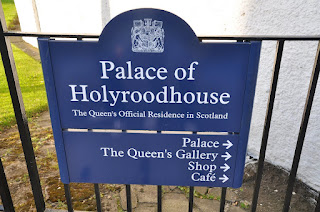 Palace of
Holyroodhouse
The Queen's Official Residence in Scotland
Palace →
The Queen's Gallery →
Shop →
Café →